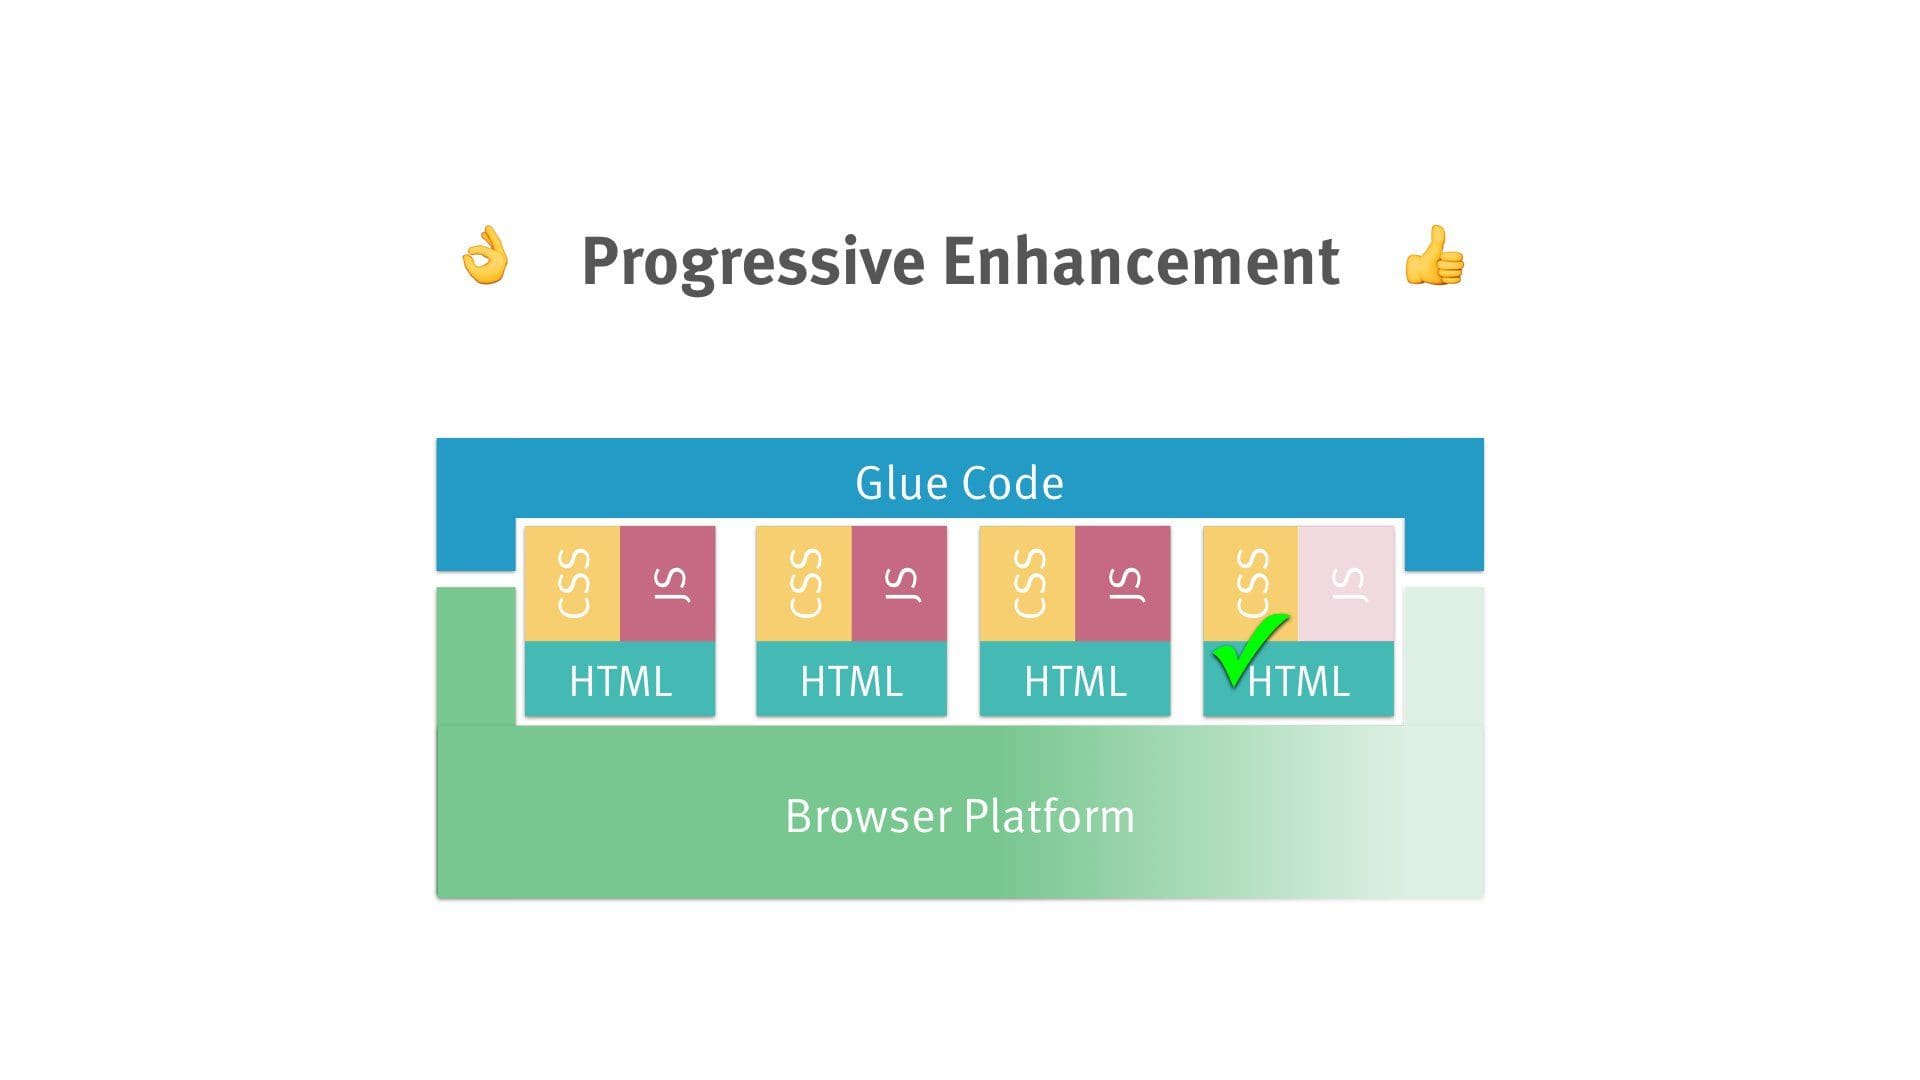 Progressive Enhancement
Glue Code
CSS JS CSS JS CSS JS CSS JS
HTML HTML HTML HTML
Browser Platform